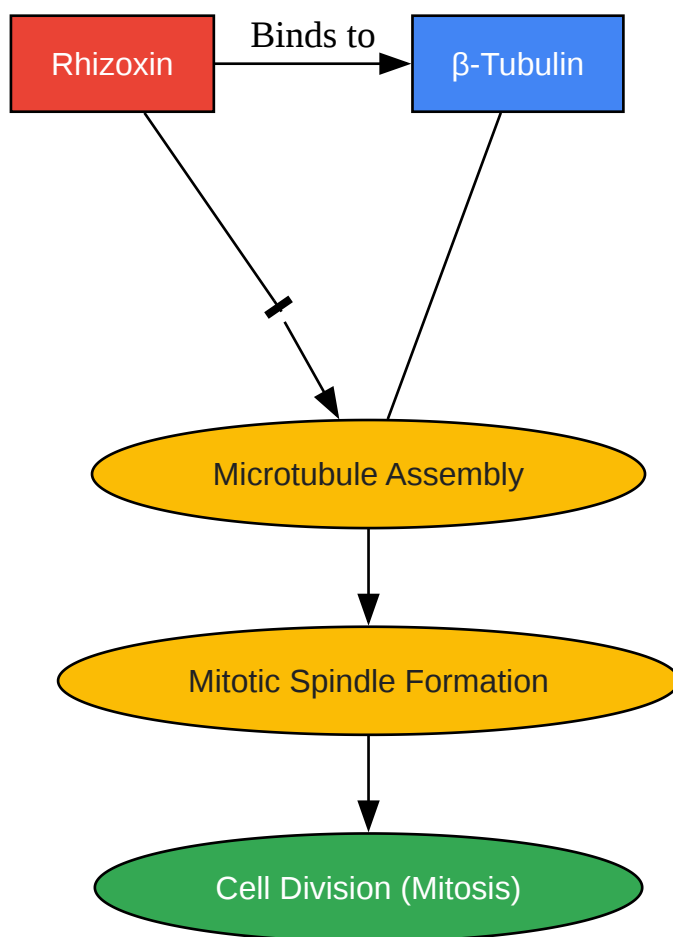 Rhizoxin
Binds to
β-Tubulin
Microtubule Assembly
Mitotic Spindle Formation
Cell Division (Mitosis)